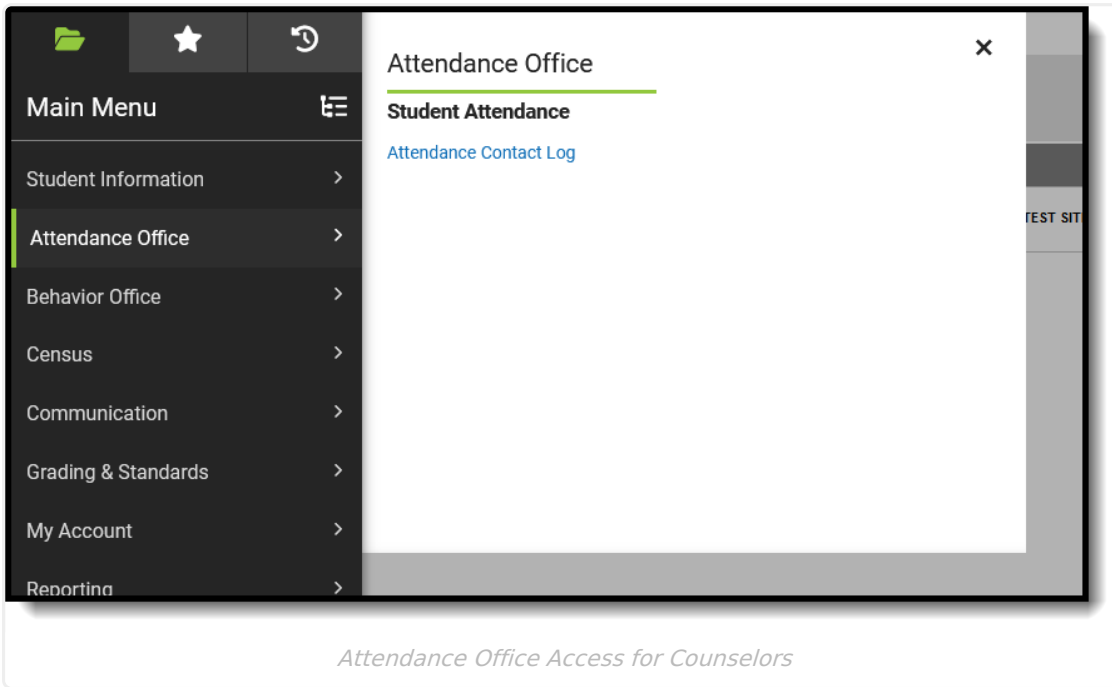 Main Menu
Student Information
Attendance Office
Behavior Office
Census
Communication
Grading & Standards
My Account
Reporting
Attendance Office
Student Attendance
Attendance Contact Log
TEST SIT
Attendance Office Access for Counselors